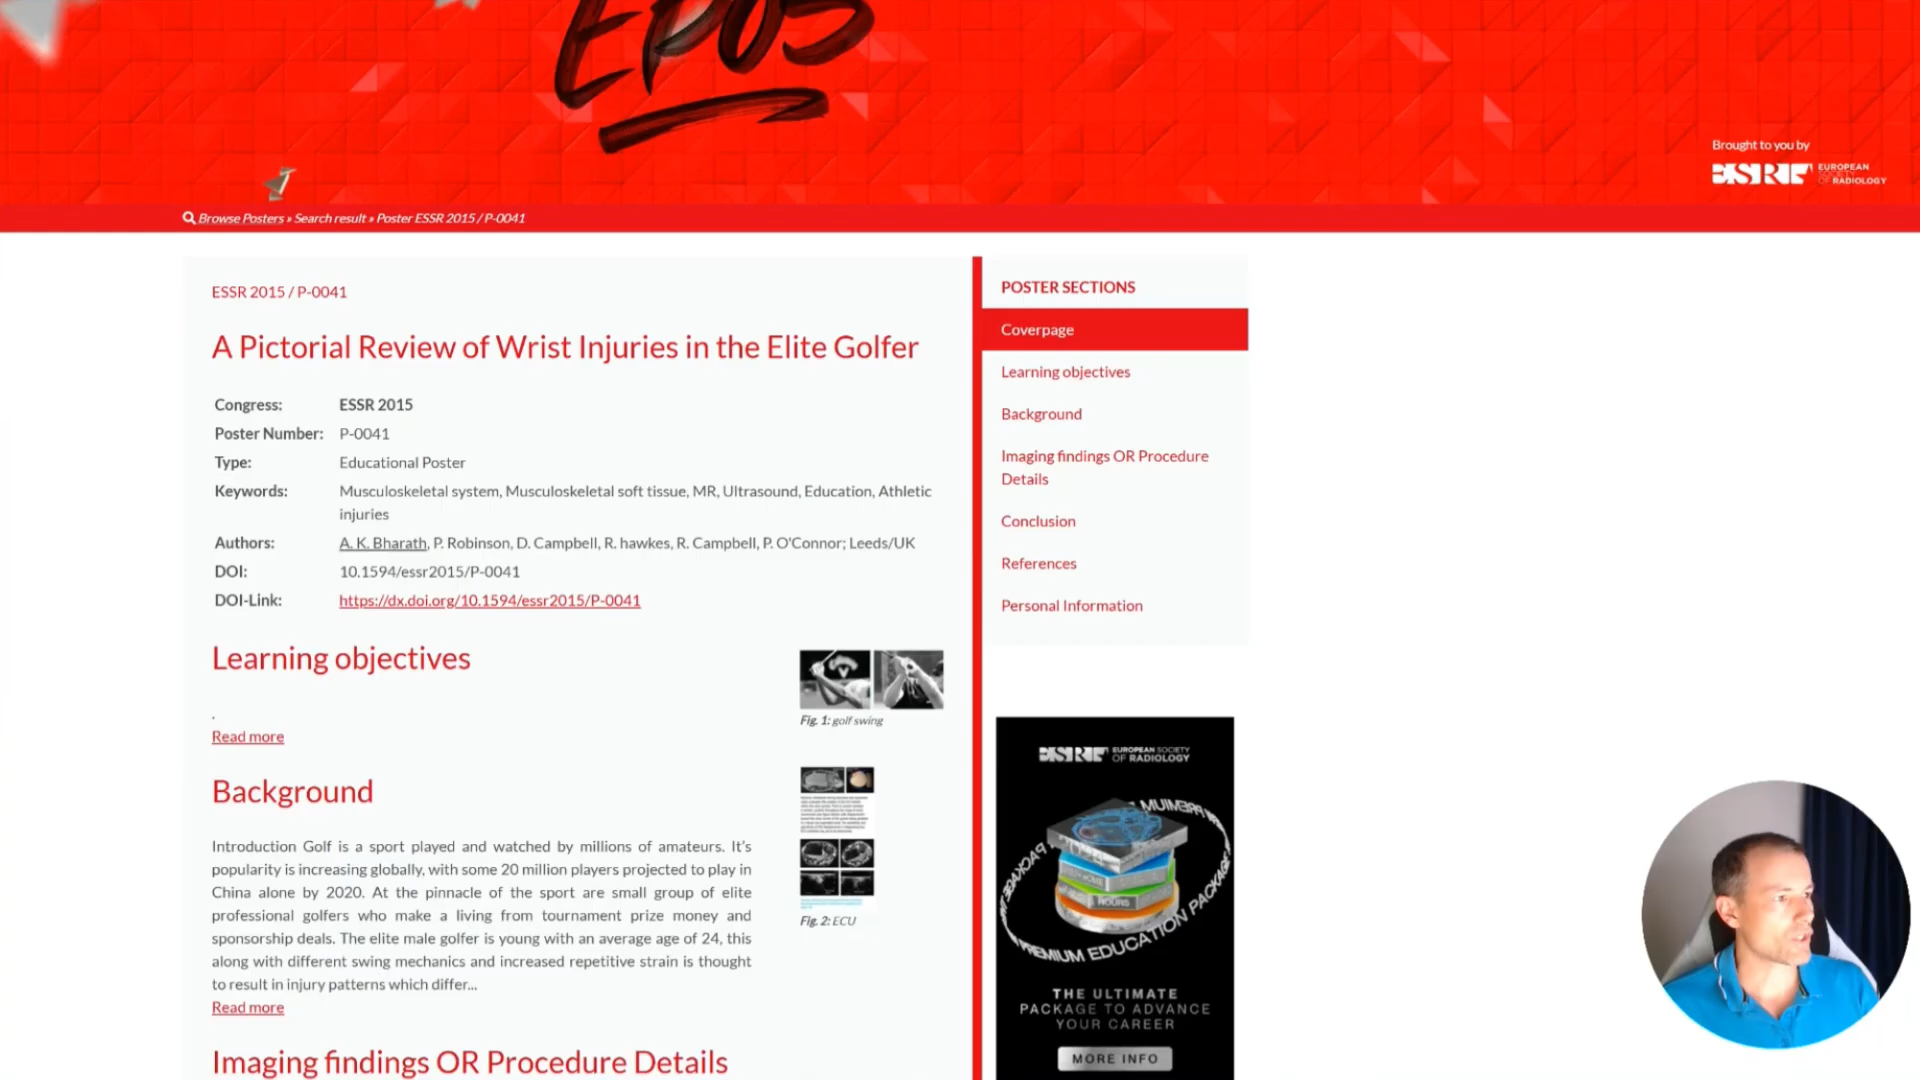 EPOS
Brought to you by
ESR EUROPEAN SOCIETY
OF RADIOLOGY
Browse Posters » Search result » Poster ESSR 2015 / P-0041
ESSR 2015 / P-0041
A Pictorial Review of Wrist Injuries in the Elite Golfer
Congress: ESSR 2015
Poster Number: P-0041
Type: Educational Poster
Keywords: Musculoskeletal system, Musculoskeletal soft tissue, MR, Ultrasound, Education, Athletic
injuries
Authors: A. K. Bharath, P. Robinson, D. Campbell, R. hawkes, R. Campbell, P. O'Connor; Leeds/UK
DOI: 10.1594/essr2015/P-0041
DOI-Link: https://dx.doi.org/10.1594/essr2015/P-0041
Learning objectives
.
Read more
Fig. 1: golf swing
Background
Introduction Golf is a sport played and watched by millions of amateurs. It's
popularity is increasing globally, with some 20 million players projected to play in
China alone by 2020. At the pinnacle of the sport are small group of elite
professional golfers who make a living from tournament prize money and
sponsorship deals. The elite male golfer is young with an average age of 24, this
along with different swing mechanics and increased repetitive strain is thought
to result in injury patterns which differ...
Read more
Fig. 2: ECU
Imaging findings OR Procedure Details
POSTER SECTIONS
Coverpage
Learning objectives
Background
Imaging findings OR Procedure
Details
Conclusion
References
Personal Information
ESR EUROPEAN SOCIETY
OF RADIOLOGY
PREMIUM EDUCATION PACKAGE
HOURS
THE ULTIMATE
PACKAGE TO ADVANCE
YOUR CAREER
MORE INFO